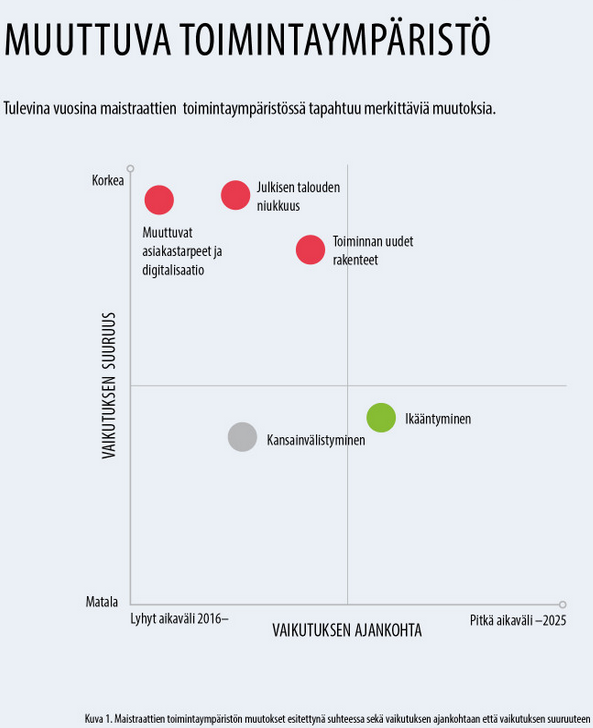 MUUTTUVA TOIMINTAYMPÄRISTÖ
Tulevina vuosina maistraattien toimintaympäristössä tapahtuu merkittäviä muutoksia.
Korkea
Julkisen talouden
niukkuus
Muuttuvat
asiakastarpeet ja
digitalisaatio
Toiminnan uudet
rakenteet
VAIKUTUKSEN SUURUUS
Ikääntyminen
Kansainvälistyminen
Matala
Lyhyt aikaväli 2016–
Pitkä aikaväli –2025
VAIKUTUKSEN AJANKOHTA
Kuva 1. Maistraattien toimintaympäristön muutokset esitettynä suhteessa sekä vaikutuksen ajankohtaan että vaikutuksen suuruuteen